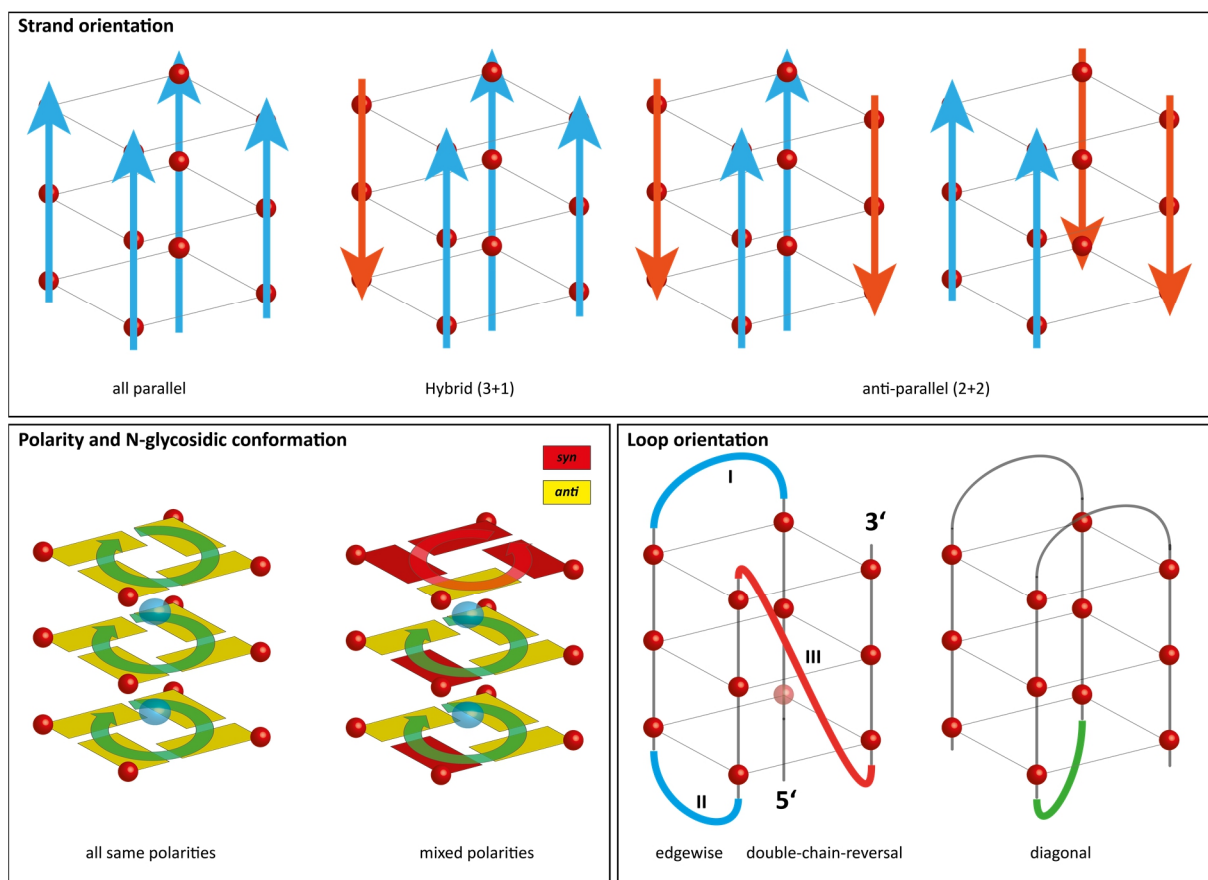 Strand orientation
all parallel
Hybrid (3+1)
anti-parallel (2+2)
Polarity and N-glycosidic conformation
syn
anti
all same polarities
mixed polarities
Loop orientation
I
3‘
III
II
5‘
edgewise
double-chain-reversal
diagonal